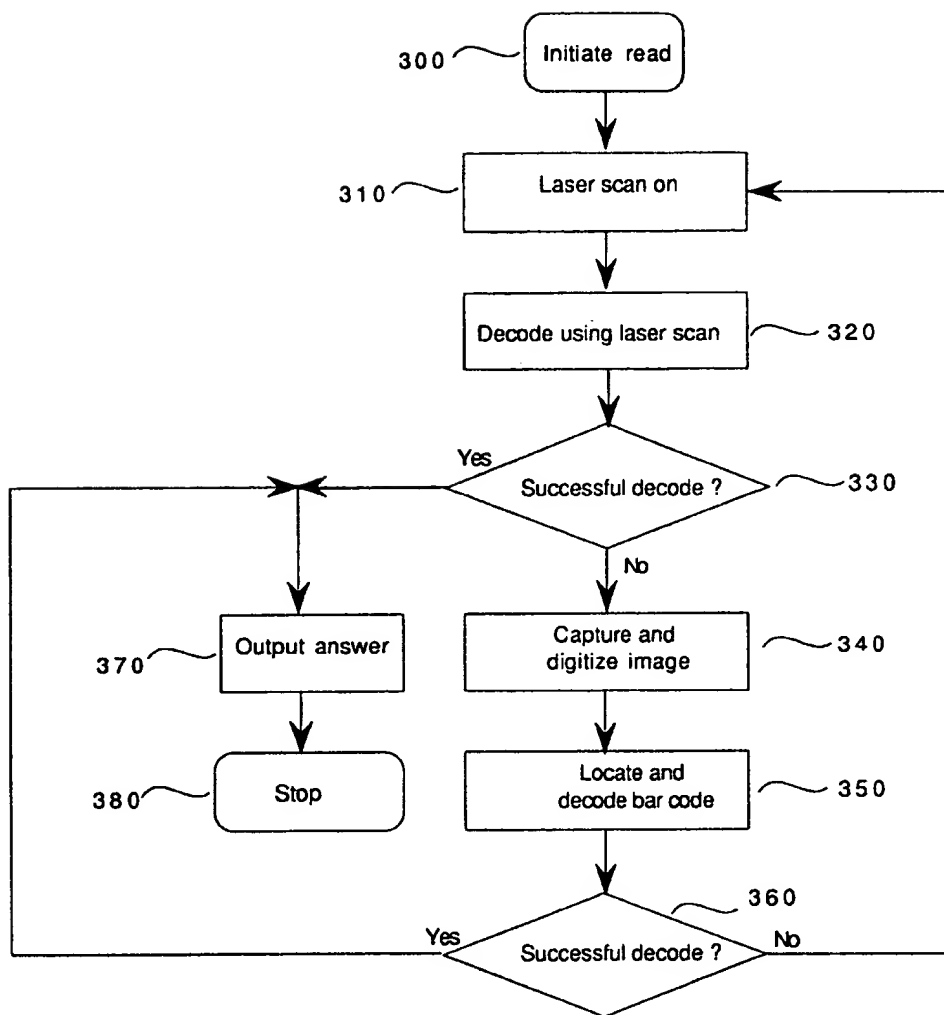 300
Initiate read
310
Laser scan on
Decode using laser scan
320
Yes
Successful decode ?
330
No
370
Output answer
Capture and
digitize image
340
380
Stop
Locate and
decode bar code
350
360
Yes
Successful decode ?
No